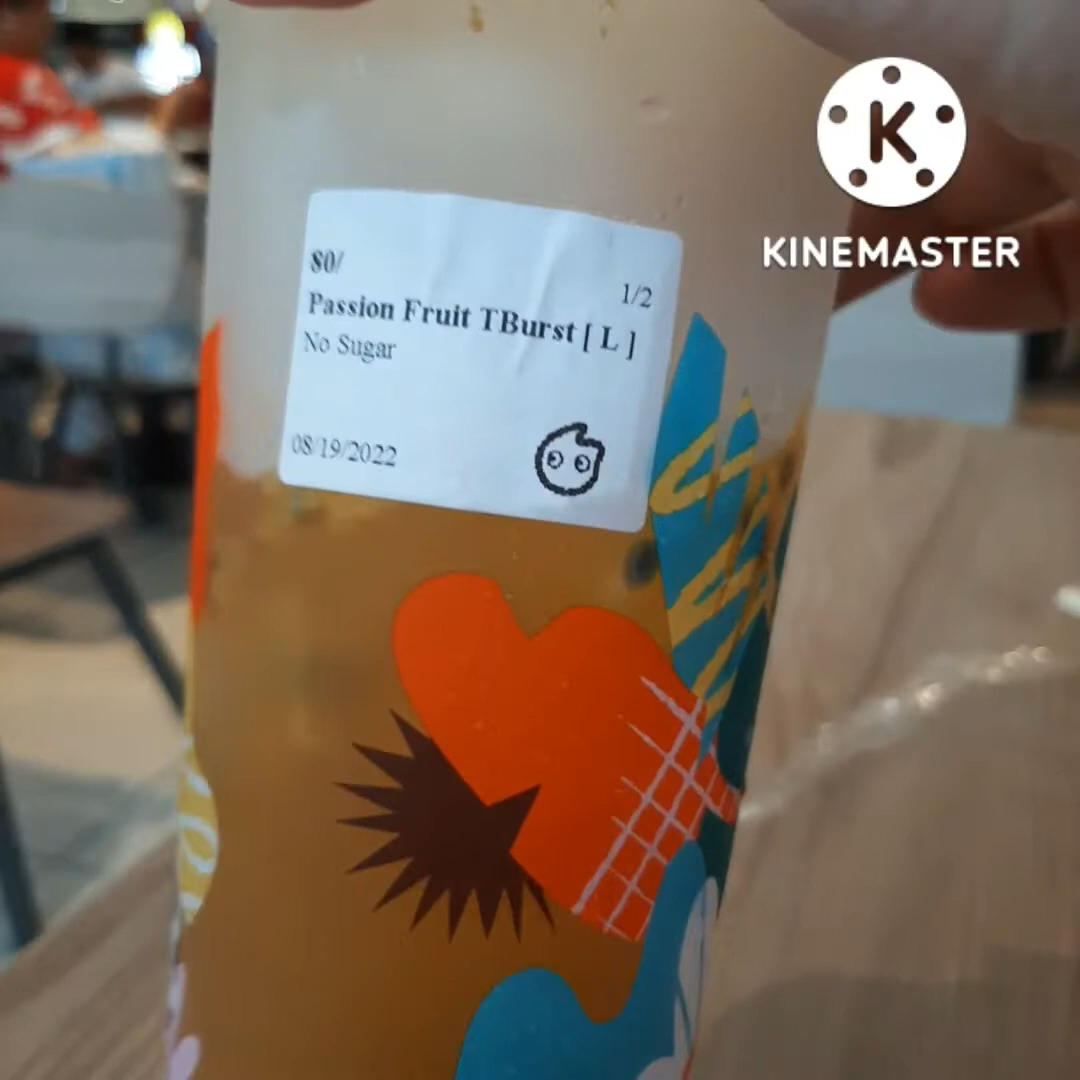 K
KINEMASTER
80/
1/2
Passion Fruit TBurst [ L ]
No Sugar
08/19/2022